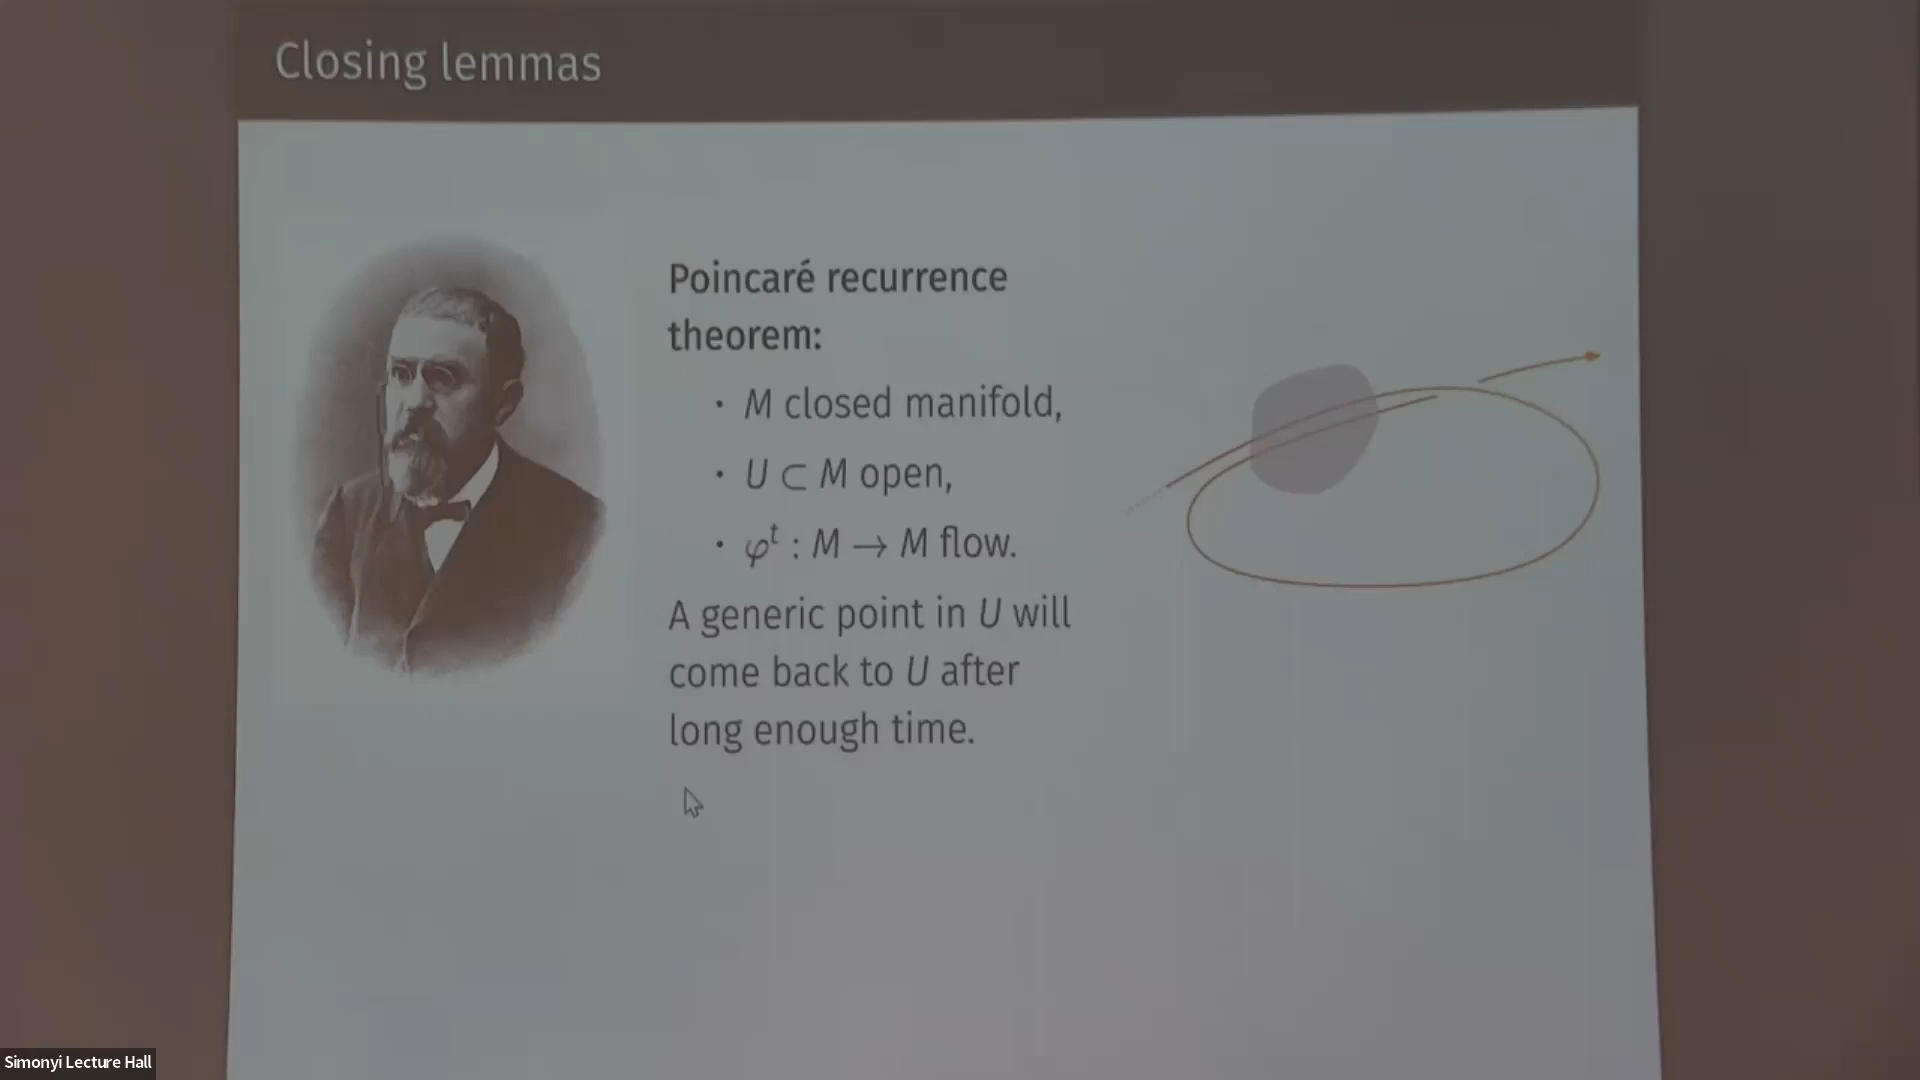 Closing lemmas
Poincaré recurrence
theorem:
· M closed manifold,
· U ⊂ M open,
· φᵗ : M → M flow.
A generic point in U will
come back to U after
long enough time.
Simonyi Lecture Hall